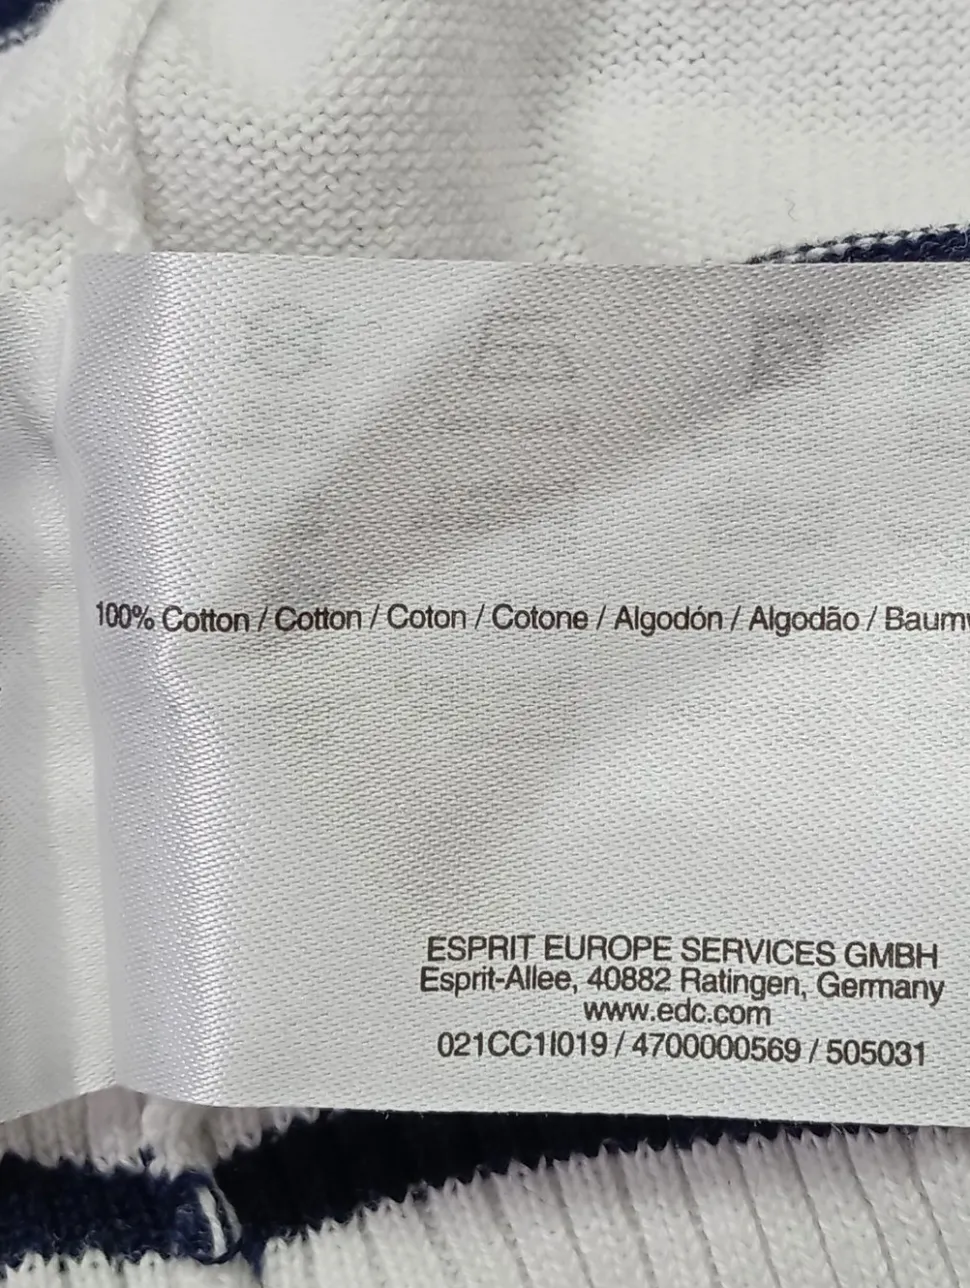 100% Cotton / Cotton / Coton / Cotone / Algodón / Algodão /
ESPRIT EUROPE SERVICES GMBH
Esprit-Allee, 40882 Ratingen, Germany
www.edc.com
021CC1I019 / 4700000569 / 505031